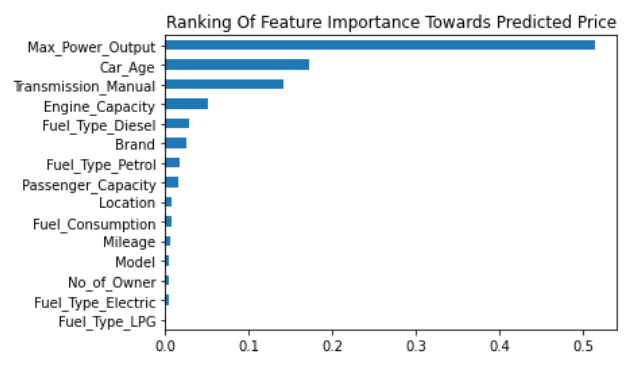 Ranking Of Feature Importance Towards Predicted Price
Max_Power_Output
Car_Age
Transmission_Manual
Engine_Capacity
Fuel_Type_Diesel
Brand
Fuel_Type_Petrol
Passenger_Capacity
Location
Fuel_Consumption
Mileage
Model
No_of_Owner
Fuel_Type_Electric
Fuel_Type_LPG
0.0 0.1 0.2 0.3 0.4 0.5